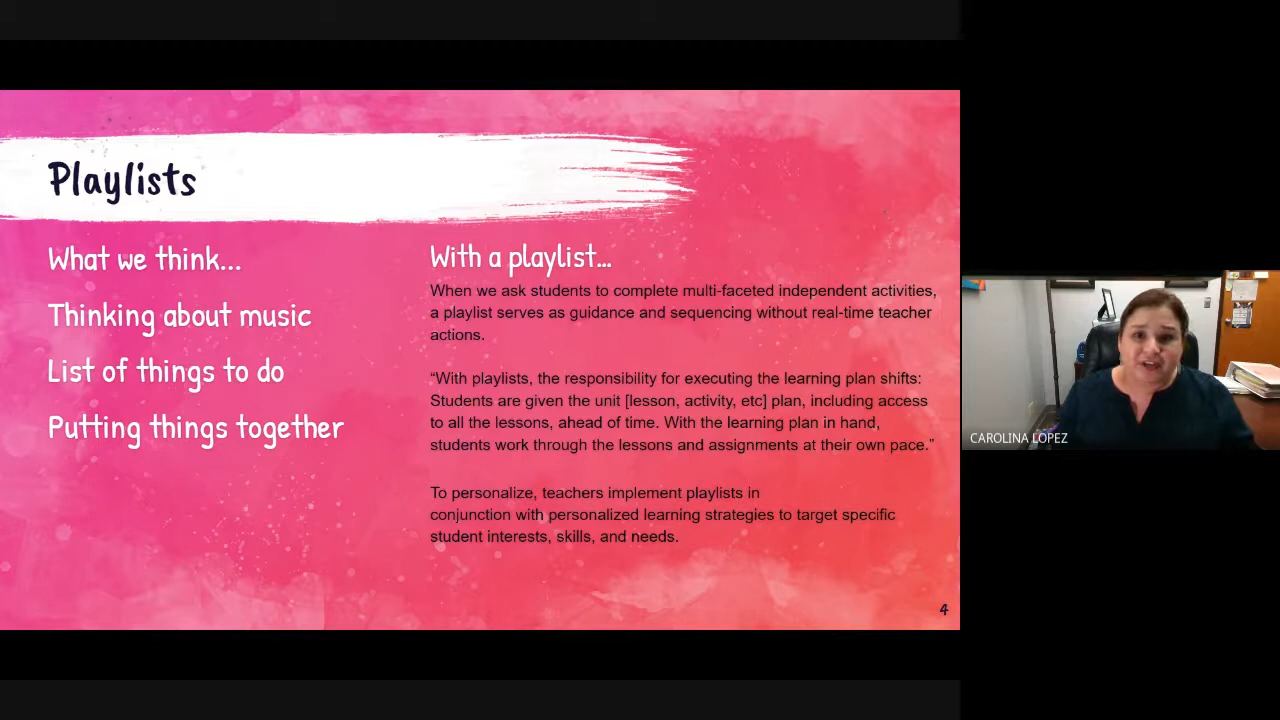 Playlists
What we think...
Thinking about music
List of things to do
Putting things together
With a playlist...
When we ask students to complete multi-faceted independent activities,
a playlist serves as guidance and sequencing without real-time teacher
actions.
“With playlists, the responsibility for executing the learning plan shifts:
Students are given the unit [lesson, activity, etc] plan, including access
to all the lessons, ahead of time. With the learning plan in hand,
students work through the lessons and assignments at their own pace.”
To personalize, teachers implement playlists in
conjunction with personalized learning strategies to target specific
student interests, skills, and needs.
4
CAROLINA LOPEZ